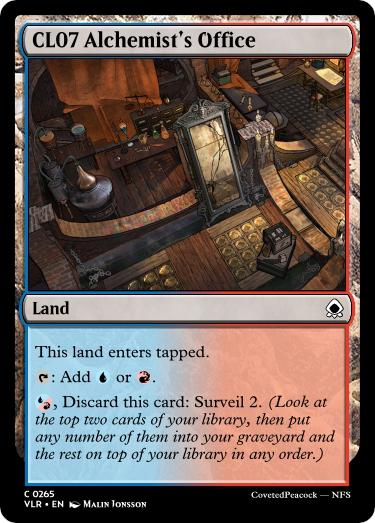 CL07 Alchemist's Office
Land
This land enters tapped.
: Add or .
, Discard this card: Surveil 2. (Look at
the top two cards of your library, then put
any number of them into your graveyard and
the rest on top of your library in any order.)
C 0265
VLR • EN Malin Jonsson
CovetedPeacock — NFS